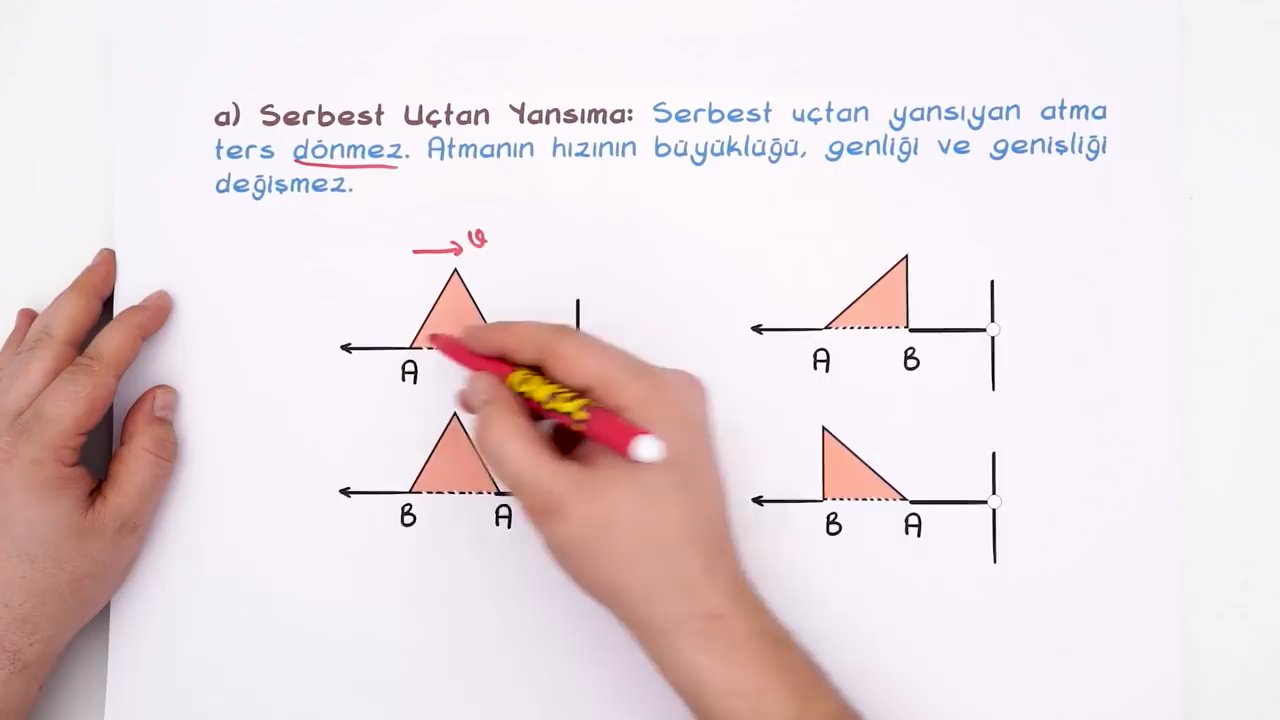 a) Serbest Uçtan Yansıma: Serbest uçtan yansıyan atma
ters dönmez. Atmanın hızının büyüklüğü, genliği ve genişliği
değişmez.
v
A
A B
B A
B A